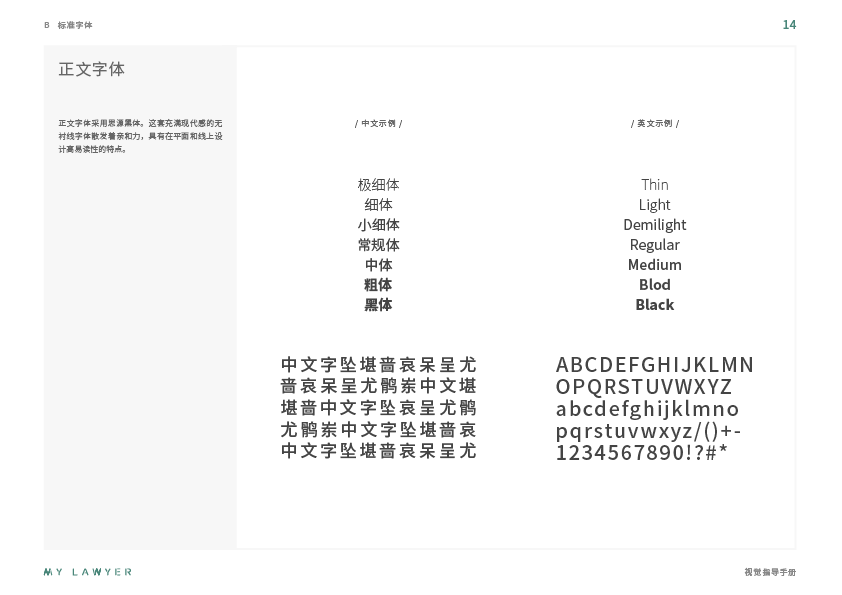 B 标准字体
14
正文字体
正文字体采用思源黑体。这套充满现代感的无
衬线字体散发着亲和力，具有在平面和线上设
计高易读性的特点。
/ 中文示例 /
极细体
细体
小细体
常规体
中体
粗体
黑体
中文字坠堪啬哀呆呈尤
啬哀呆呈尤鹘岽中文堪
堪啬中文字坠哀呈尤鹘
尤鹘岽中文字坠堪啬哀
中文字坠堪啬哀呆呈尤
/ 英文示例 /
Thin
Light
Demilight
Regular
Medium
Blod
Black
ABCDEFGHIJKLMN
OPQRSTUVWXYZ
abcdefghijklmno
pqrstuvwxyz/()+-
1234567890!?#*
MY LAWYER
视觉指导手册